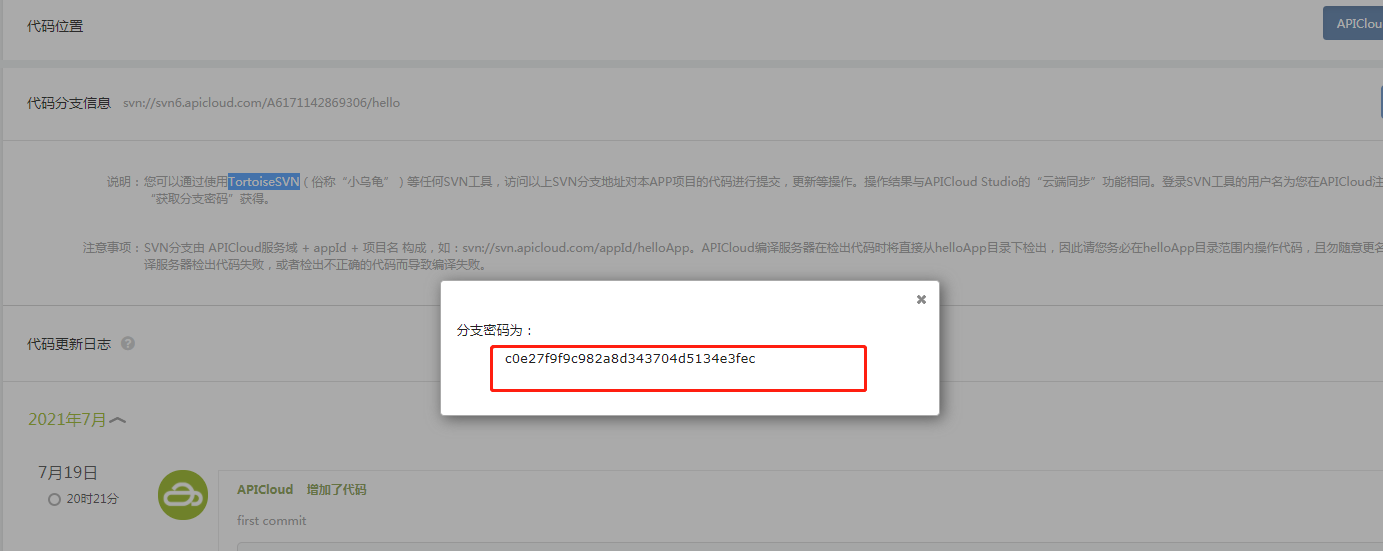 代码位置
APIClou
代码分支信息 svn://svn6.apicloud.com/A6171142869306/hello
说明：您可以通过使用TortoiseSVN（俗称“小乌龟”）等任何SVN工具，访问以上SVN分支地址对本APP项目的代码进行提交，更新等操作。操作结果与APICloud Studio的“云端同步”功能相同。登录SVN工具的用户名为您在APICloud注
“获取分支密码”获得。
注意事项：SVN分支由 APICloud服务域 + appId + 项目名 构成，如：svn://svn.apicloud.com/appId/helloApp。APICloud编译服务器在检出代码时将直接从helloApp目录下检出，因此请您务必在helloApp目录范围内操作代码，且勿随意更名
译服务器检出代码失败，或者检出不正确的代码而导致编译失败。
分支密码为：
c0e27f9f9c982a8d343704d5134e3fec
代码更新日志 ?
2021年7月
7月19日
20时21分
APICloud 增加了代码
first commit